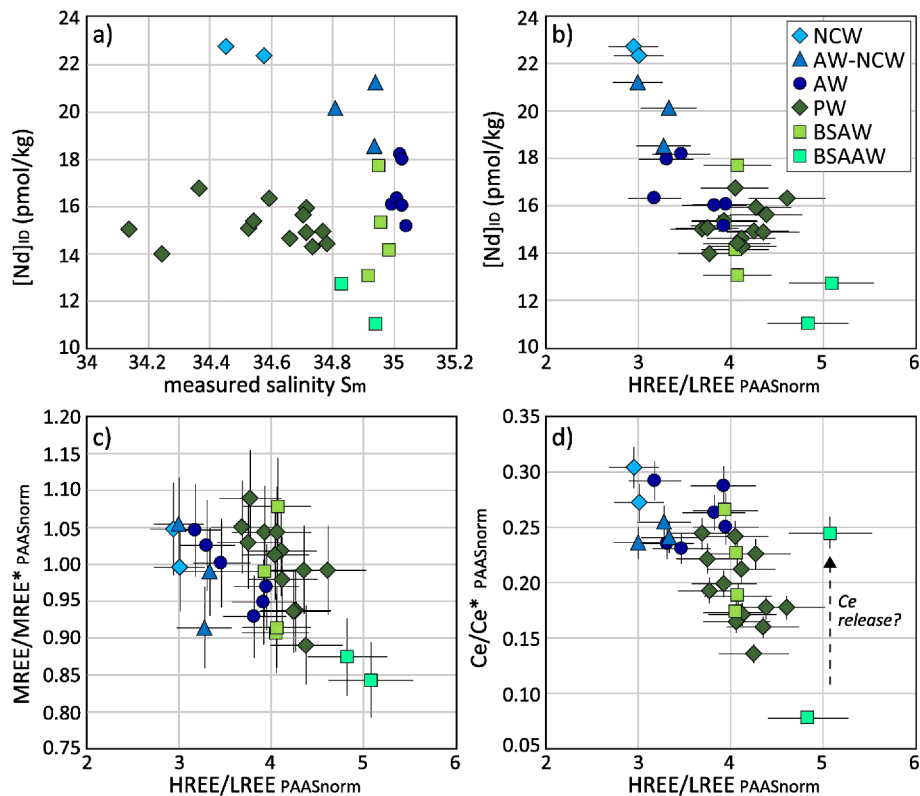 a)
24
22
20
18
16
14
12
10
[Nd]ID (pmol/kg)
34
34.2
34.4
34.6
34.8
35
35.2
measured salinity Sm
b)
24
22
20
18
16
14
12
10
[Nd]ID (pmol/kg)
2
3
4
5
6
HREE/LREE PAASnorm
NCW
AW-NCW
AW
PW
BSAW
BSAAW
c)
1.20
1.15
1.10
1.05
1.00
0.95
0.90
0.85
0.80
0.75
MREE/MREE* PAASnorm
2
3
4
5
6
HREE/LREE PAASnorm
d)
0.35
0.30
0.25
0.20
0.15
0.10
0.05
Ce/Ce* PAASnorm
Ce
release?
2
3
4
5
6
HREE/LREE PAASnorm